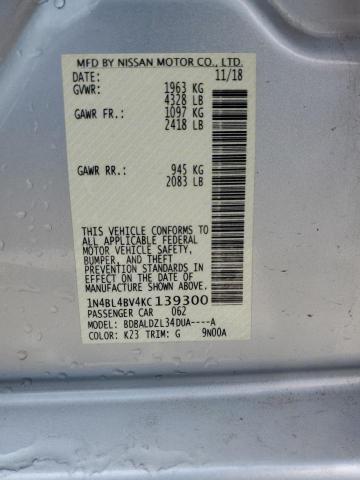 MFD BY NISSAN MOTOR CO., LTD.
DATE: 11/18
GVWR: 1963 KG
4328 LB
GAWR FR.: 1097 KG
2418 LB
GAWR RR.: 945 KG
2083 LB
THIS VEHICLE CONFORMS TO
ALL APPLICABLE FEDERAL
MOTOR VEHICLE SAFETY,
BUMPER, AND THEFT
PREVENTION STANDARDS IN
EFFECT ON THE DATE OF
MANUFACTURE SHOWN ABOVE.
1N4BL4BV4KC139300
PASSENGER CAR 062
MODEL: BDBALDZL34DUA----A
COLOR: K23 TRIM: G 9N00A